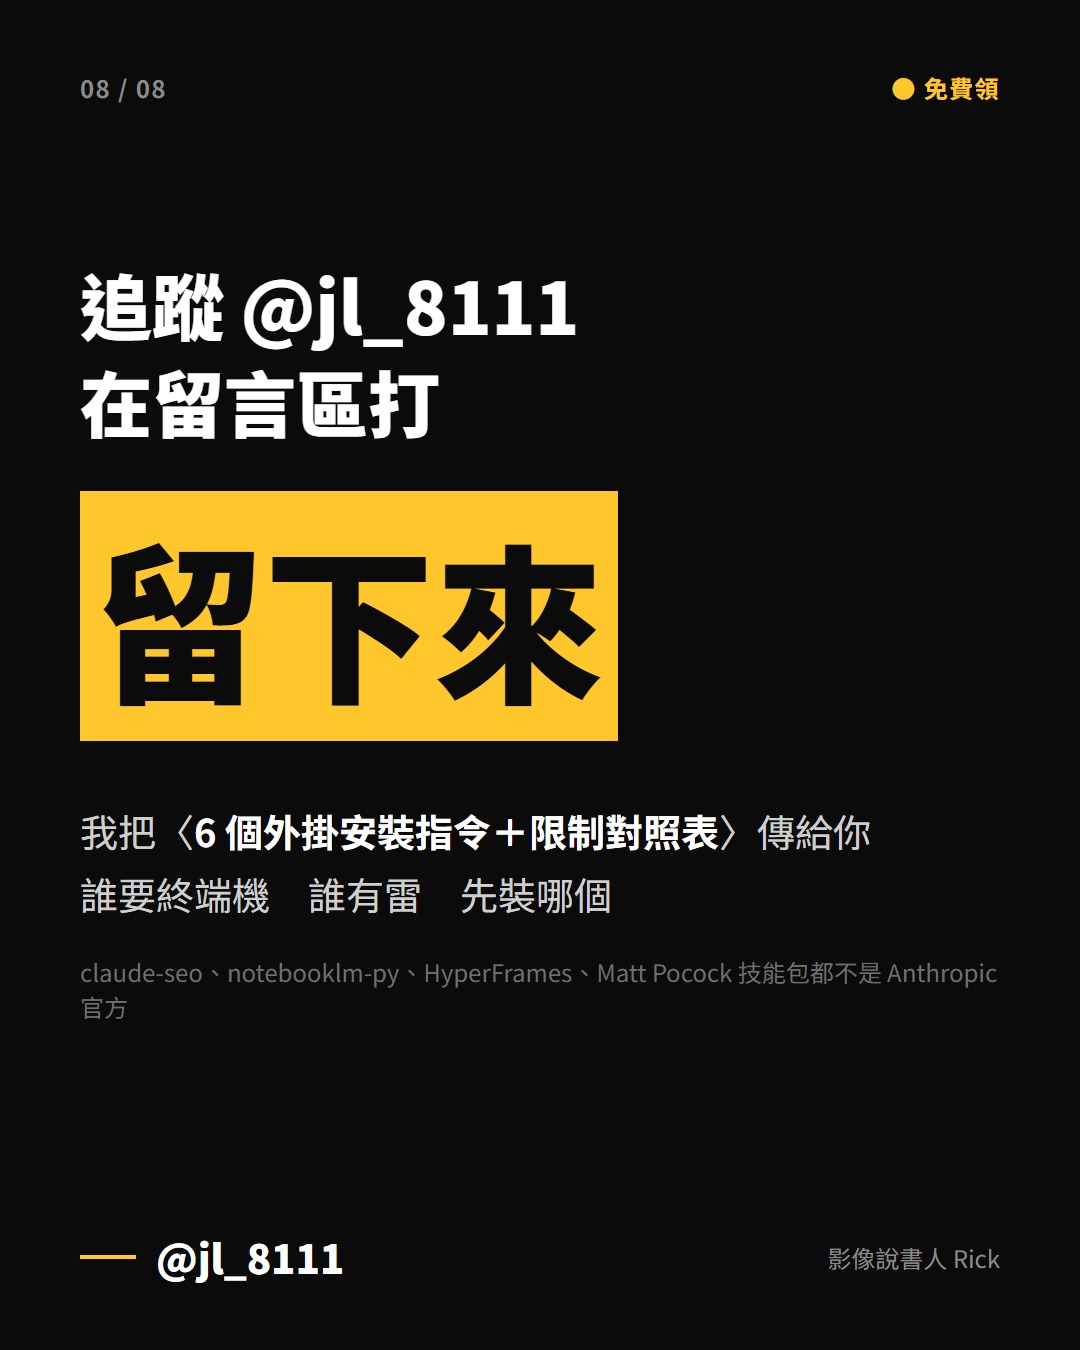 08 / 08
免費領
追蹤 @jl_8111
在留言區打
留下來
我把〈6 個外掛安裝指令＋限制對照表〉傳給你
誰要終端機　誰有雷　先裝哪個
claude-seo、notebooklm-py、HyperFrames、Matt Pocock 技能包都不是 Anthropic
官方
@jl_8111
影像說書人 Rick